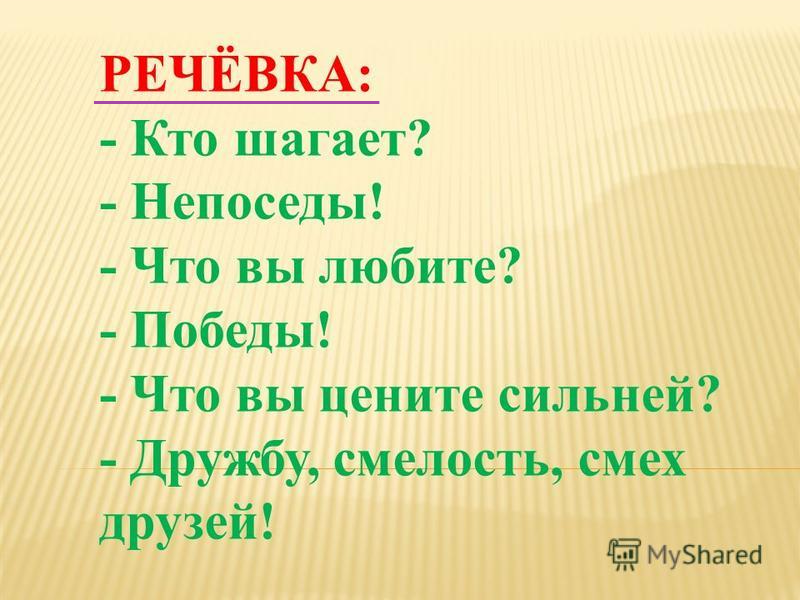 РЕЧЁВКА:
- Кто шагает?
- Непоседы!
- Что вы любите?
- Победы!
- Что вы цените сильней?
- Дружбу, смелость, смех
друзей!
MyShared